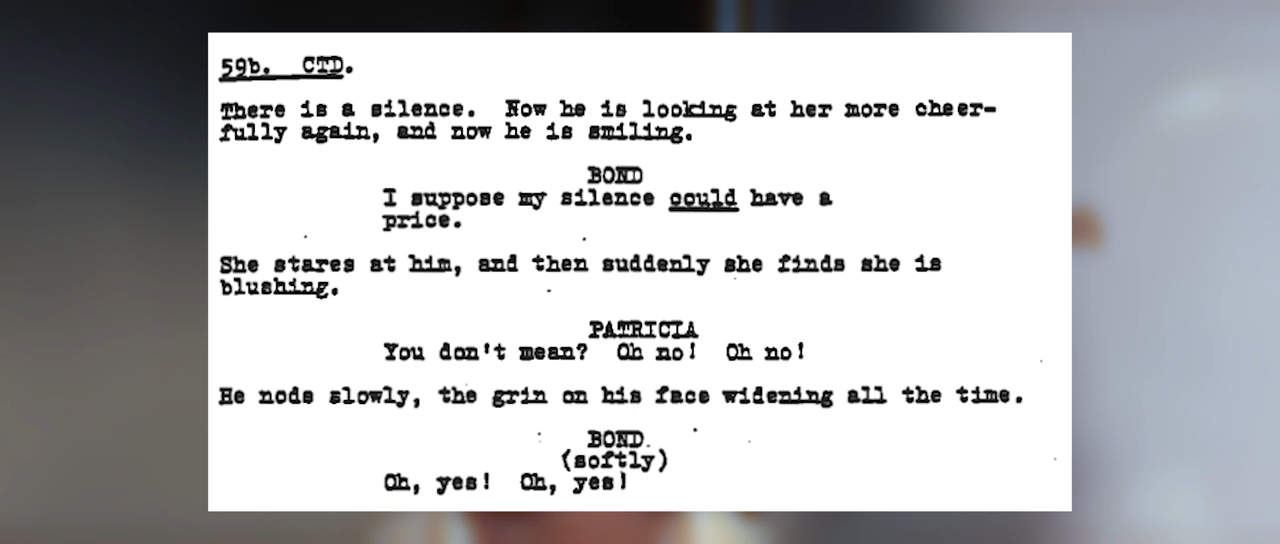 59b. CTD.
There is a silence. Now he is looking at her more cheer-
fully again, and now he is smiling.
BOND
I suppose my silence could have a
price.
She stares at him, and then suddenly she finds she is
blushing.
PATRICIA
You don't mean? Oh no! Oh no!
He nods slowly, the grin on his face widening all the time.
BOND
(softly)
Oh, yes! Oh, yes!